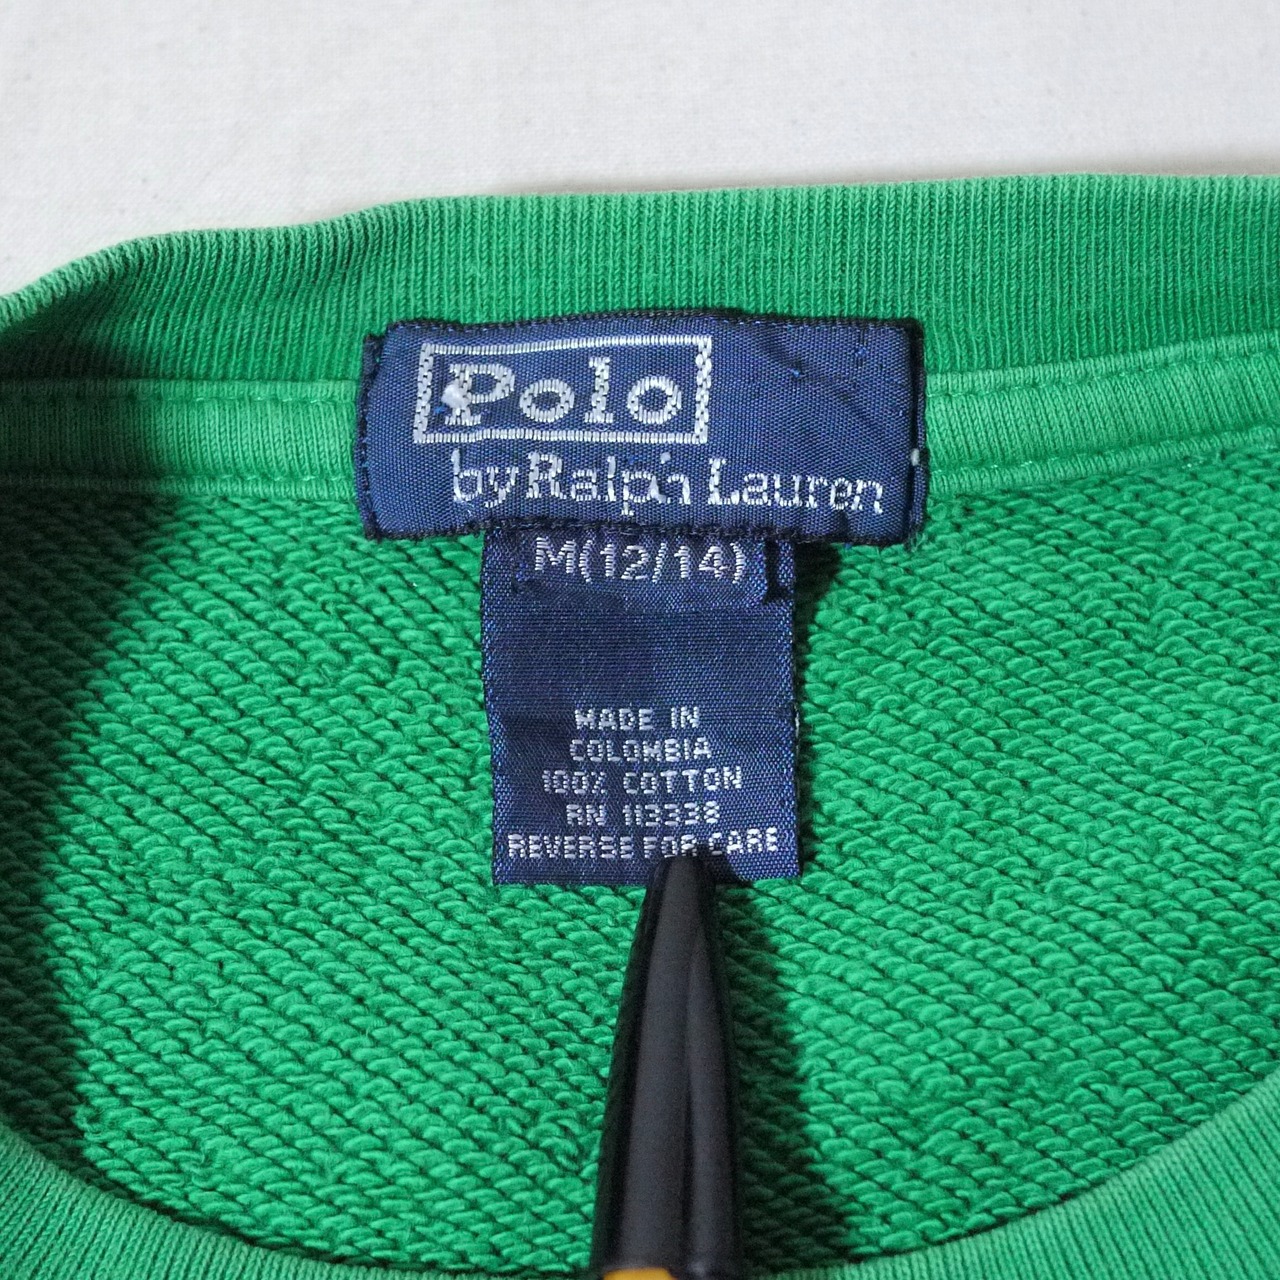 Polo
by Ralph Lauren
M(12/14)
MADE IN
COLOMBIA
100% COTTON
RN 113338
REVERSE FOR CARE